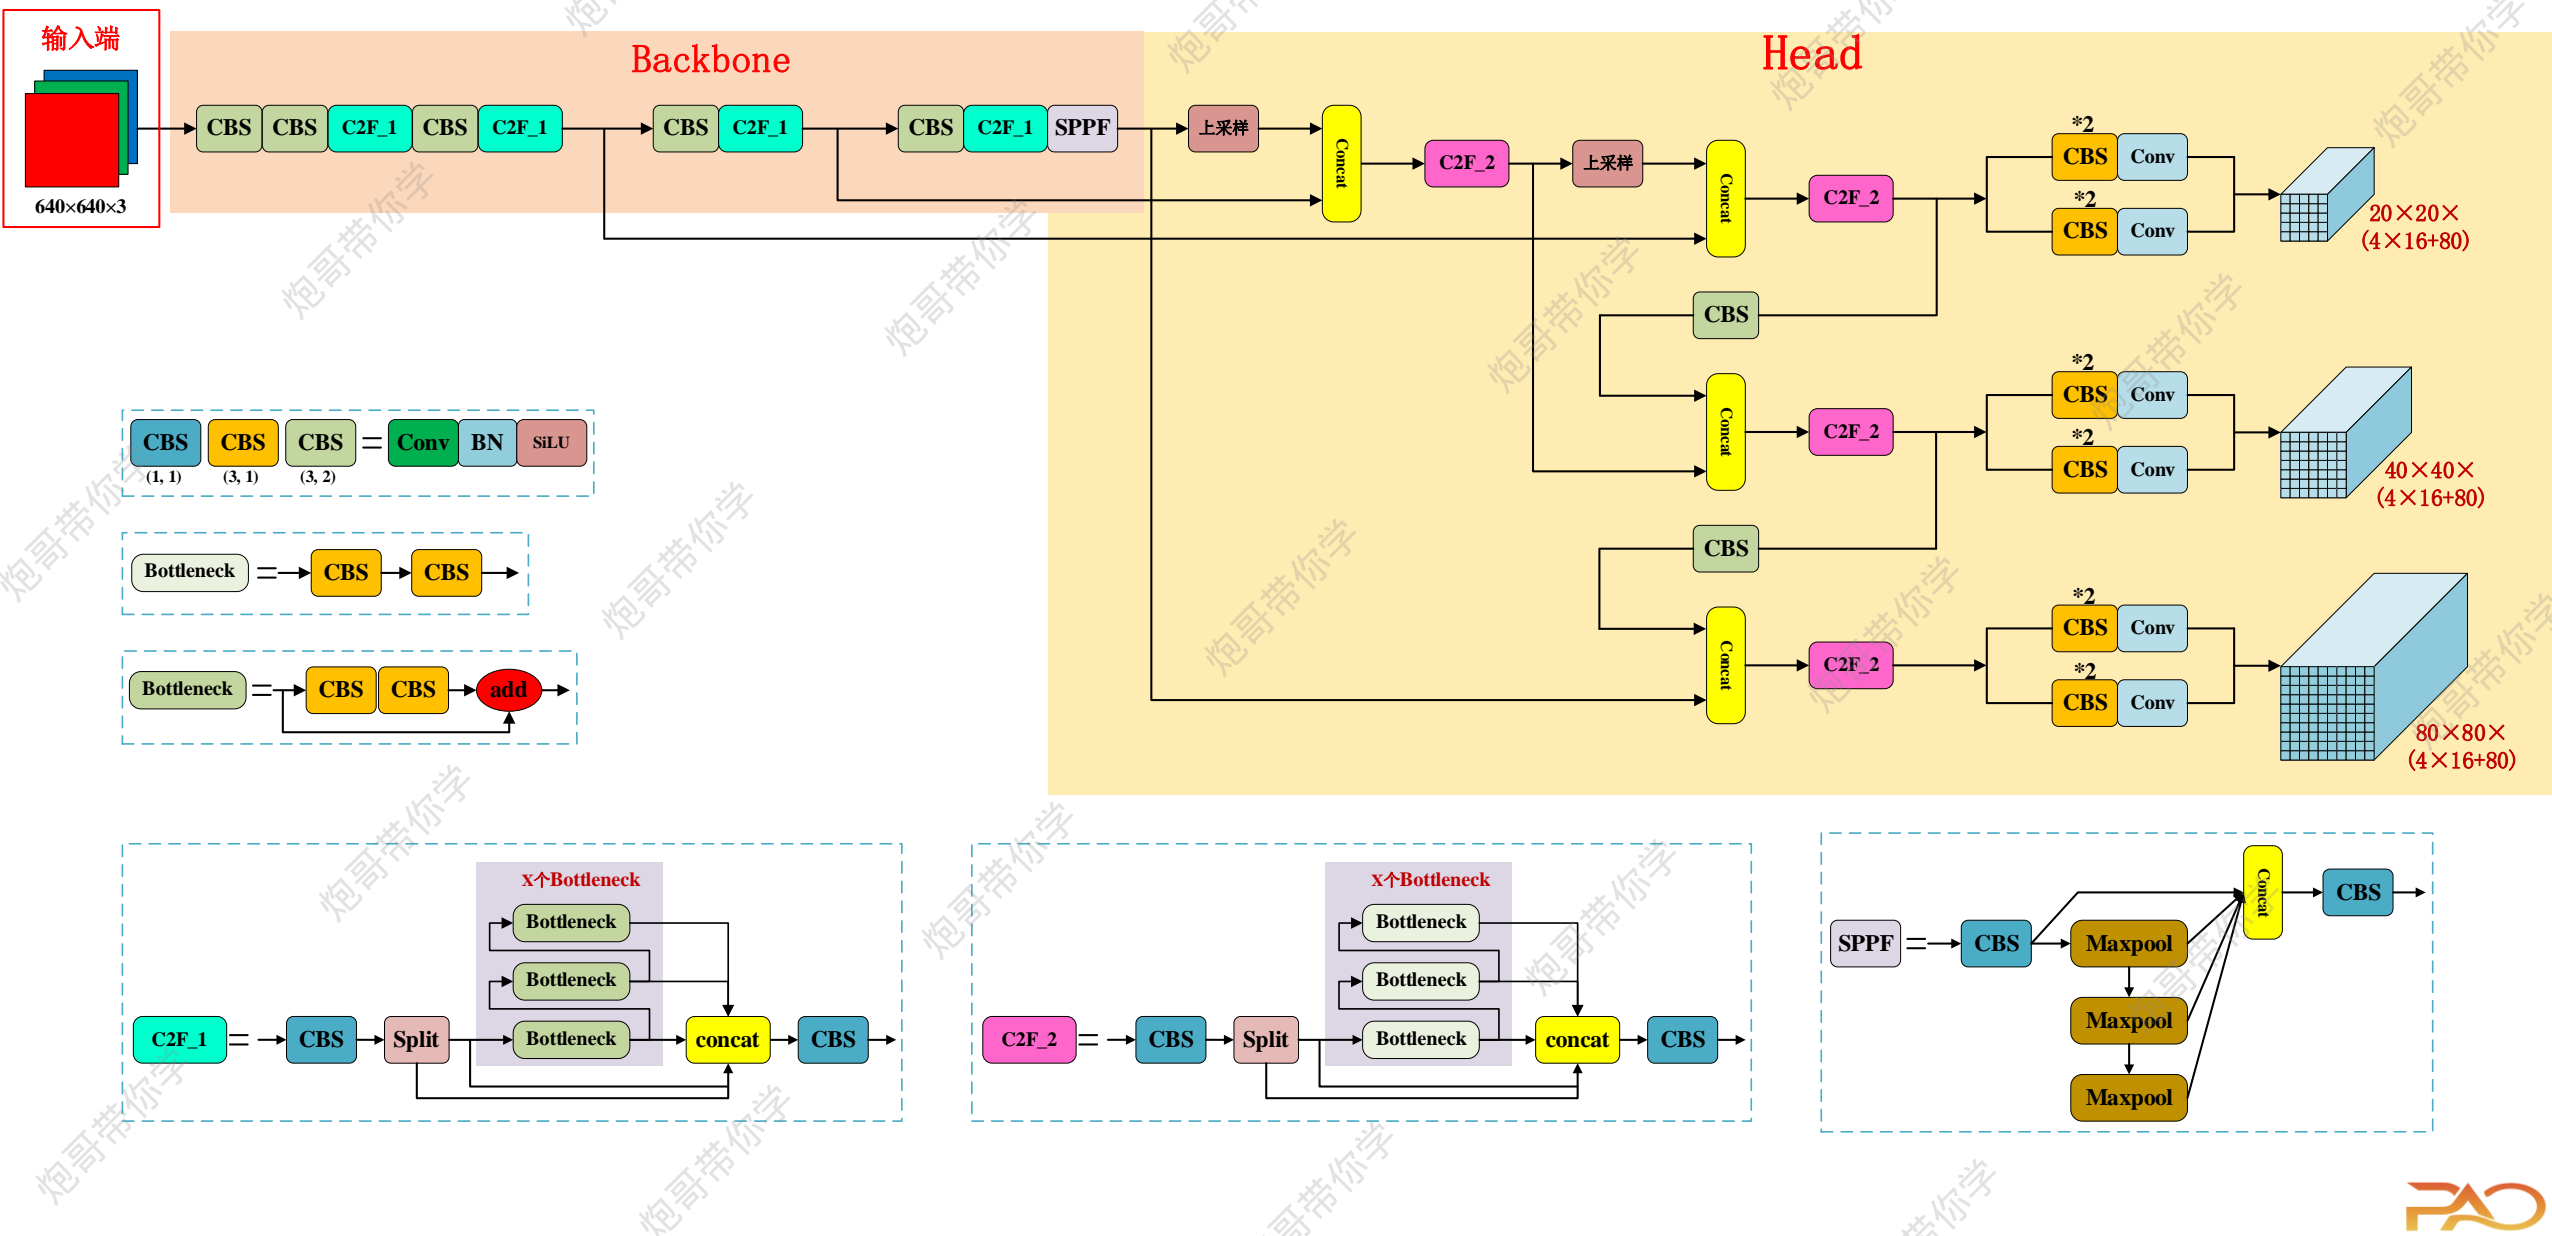 输入端
640×640×3
Backbone
Head
CBS CBS C2F_1 CBS C2F_1 CBS C2F_1 CBS C2F_1 SPPF 上采样
Concat
C2F_2 上采样
Concat
C2F_2
*2
CBS Conv
*2
CBS Conv
20×20×
(4×16+80)
CBS
Concat
C2F_2
*2
CBS Conv
*2
CBS Conv
40×40×
(4×16+80)
CBS
Concat
C2F_2
*2
CBS Conv
*2
CBS Conv
80×80×
(4×16+80)
CBS CBS CBS = Conv BN SiLU
(1, 1) (3, 1) (3, 2)
Bottleneck = CBS CBS
Bottleneck = CBS CBS add
X个Bottleneck
Bottleneck
Bottleneck
C2F_1 = CBS Split Bottleneck concat CBS
X个Bottleneck
Bottleneck
Bottleneck
C2F_2 = CBS Split Bottleneck concat CBS
Concat
CBS
SPPF = CBS Maxpool
Maxpool
Maxpool
炮哥带你学
PAO